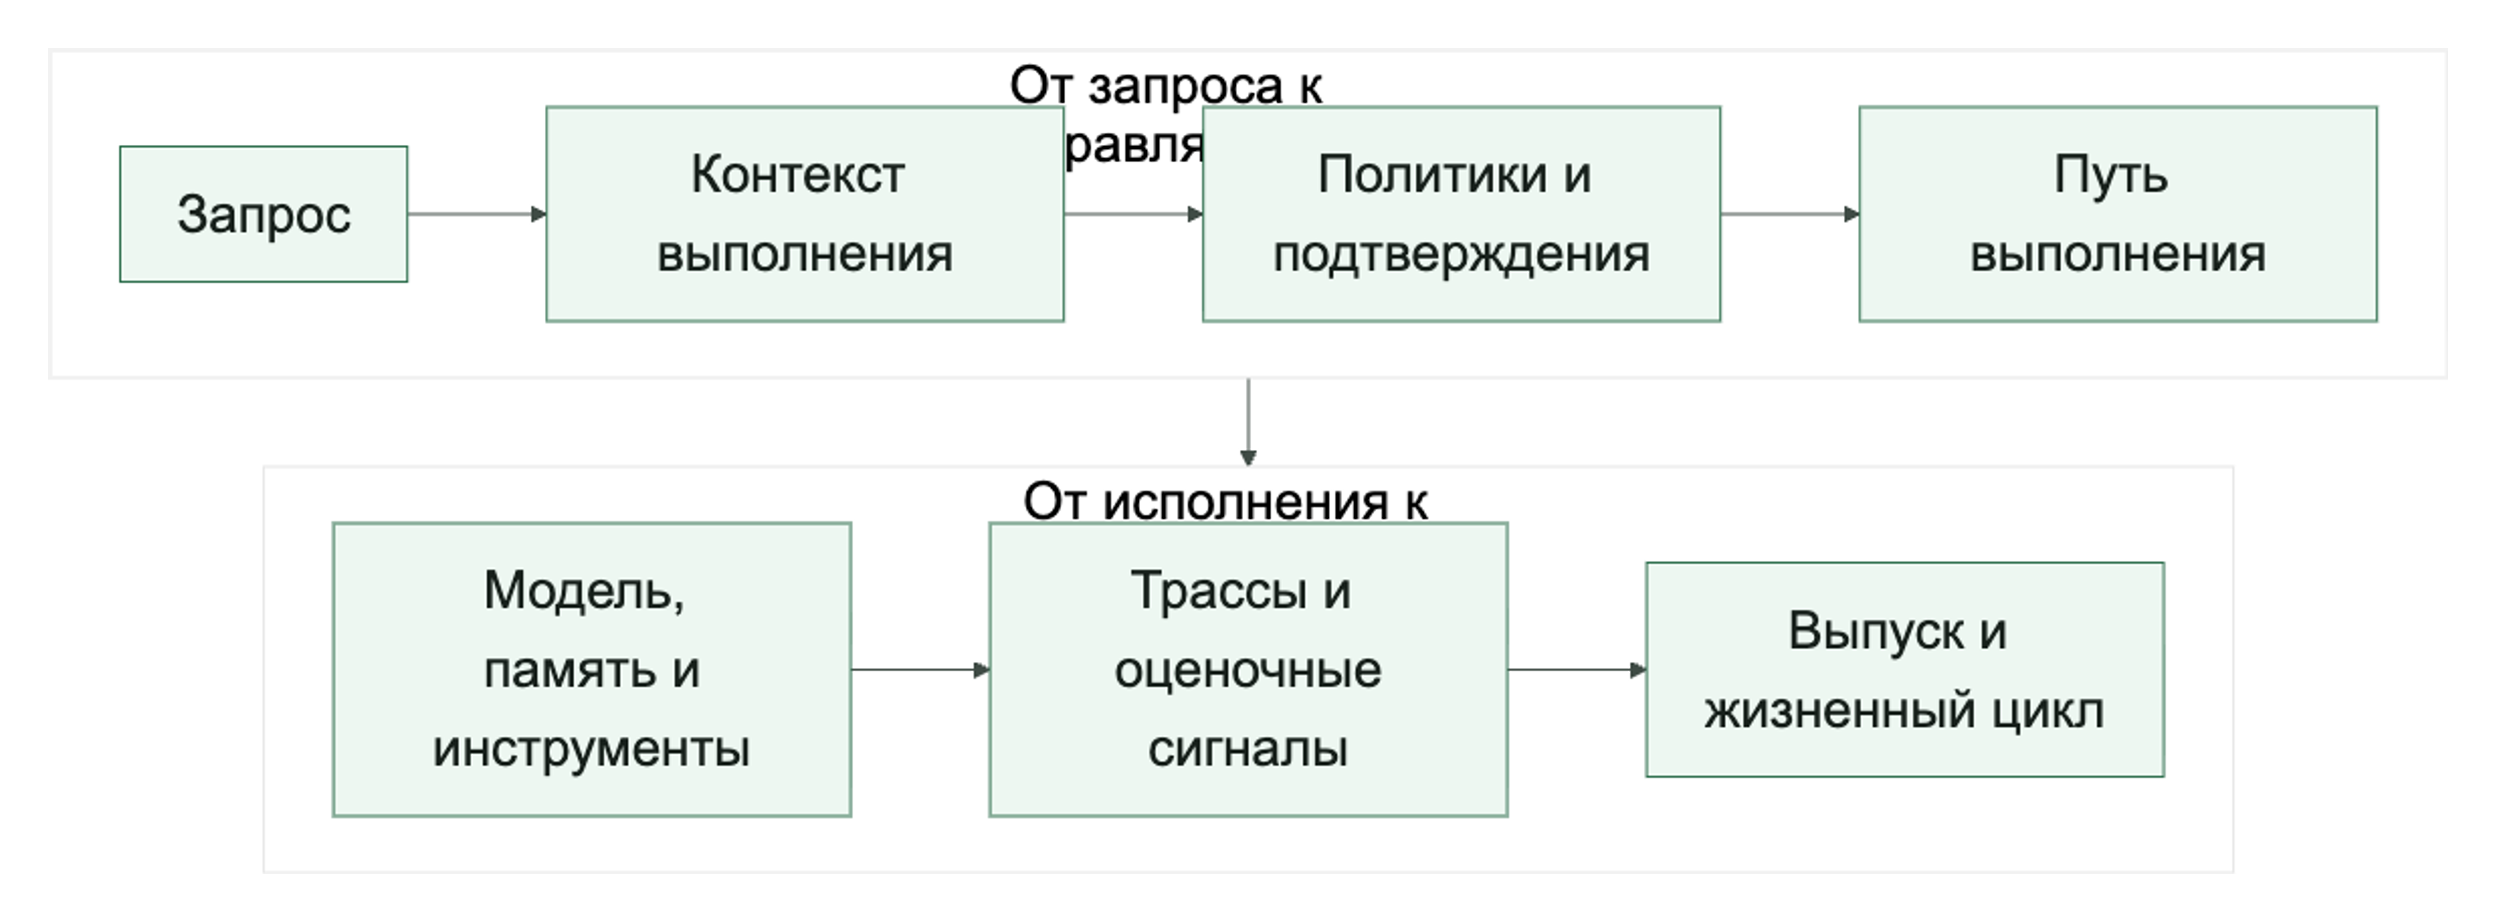 От запроса к
Запрос
Контекст
выполнения
Политики и
подтверждения
Путь
выполнения
От исполнения к
Модель,
память и
инструменты
Трассы и
оценочные
сигналы
Выпуск и
жизненный цикл